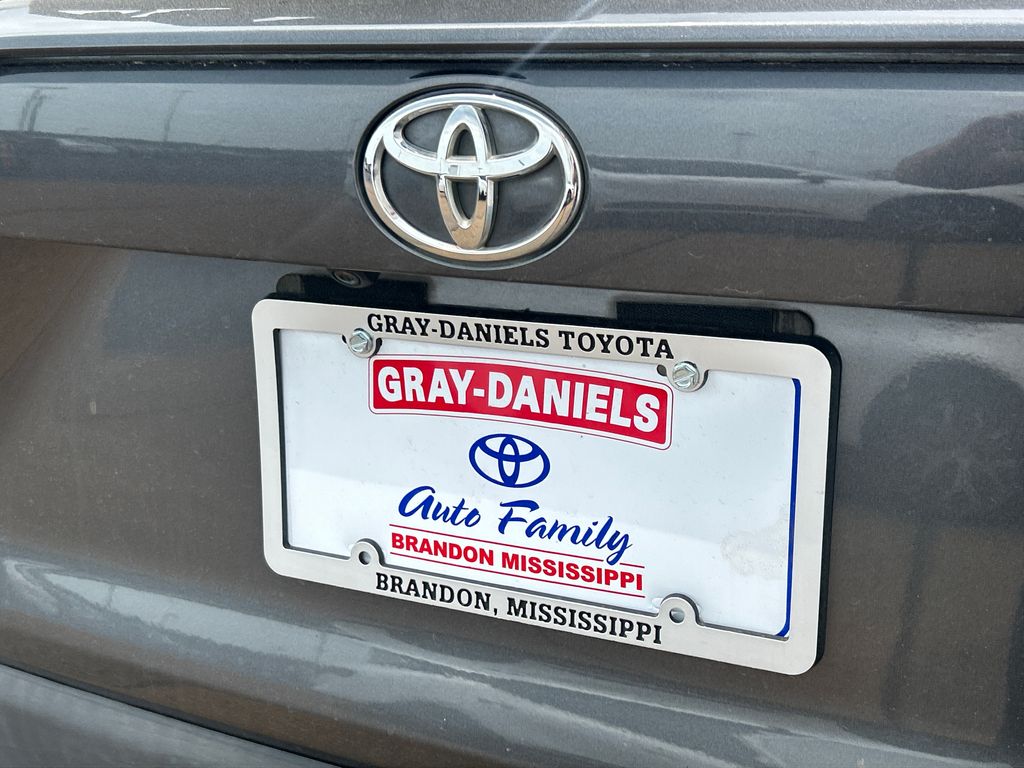 GRAY-DANIELS TOYOTA
GRAY-DANIELS
Auto Family
BRANDON MISSISSIPPI
BRANDON, MISSISSIPPI